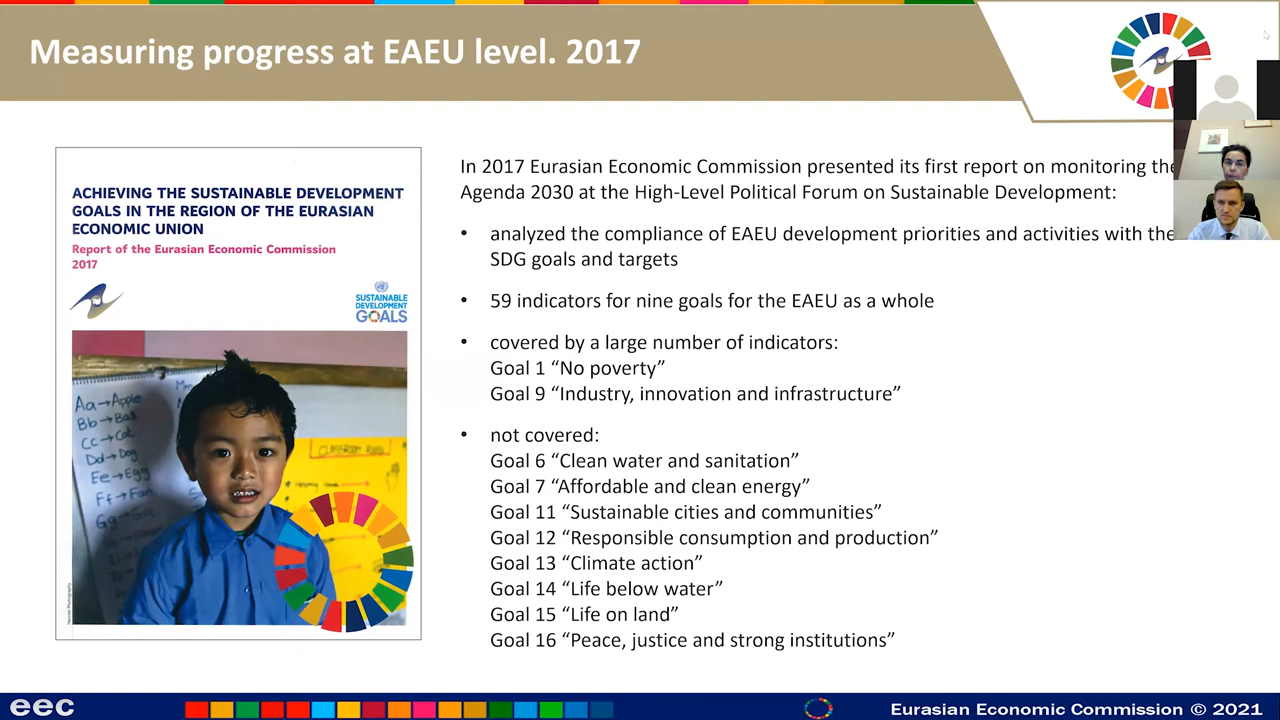 Measuring progress at EAEU level. 2017
ACHIEVING THE SUSTAINABLE DEVELOPMENT
GOALS IN THE REGION OF THE EURASIAN
ECONOMIC UNION
Report of the Eurasian Economic Commission
2017
SUSTAINABLE
DEVELOPMENT
GOALS
Aa→Apple
Bb→Ball
Cc→Cat
Dd→Dog
Ee→Egg
Ff→Fan
In 2017 Eurasian Economic Commission presented its first report on monitoring the
Agenda 2030 at the High-Level Political Forum on Sustainable Development:
• analyzed the compliance of EAEU development priorities and activities with the
SDG goals and targets
• 59 indicators for nine goals for the EAEU as a whole
• covered by a large number of indicators:
Goal 1 “No poverty”
Goal 9 “Industry, innovation and infrastructure”
• not covered:
Goal 6 “Clean water and sanitation”
Goal 7 “Affordable and clean energy”
Goal 11 “Sustainable cities and communities”
Goal 12 “Responsible consumption and production”
Goal 13 “Climate action”
Goal 14 “Life below water”
Goal 15 “Life on land”
Goal 16 “Peace, justice and strong institutions”
eec
Eurasian Economic Commission © 2021